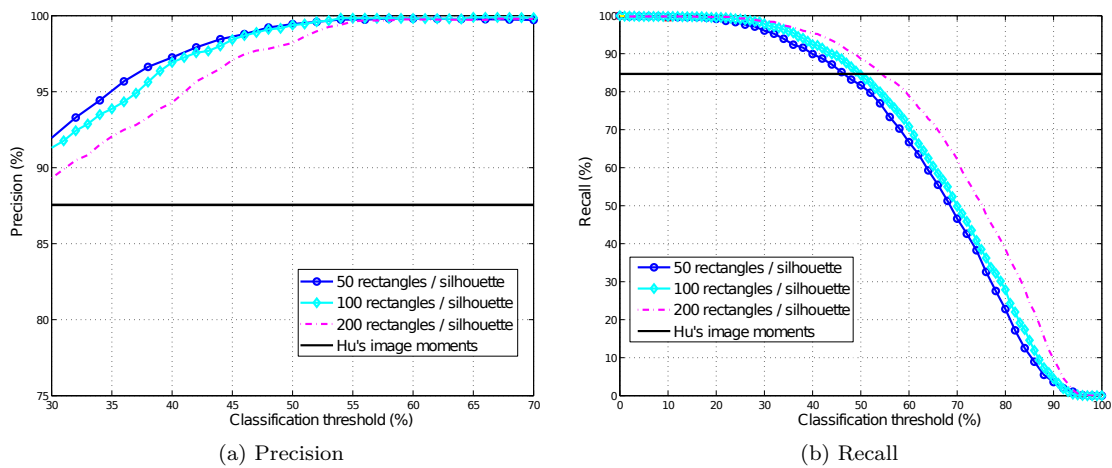 100
95
90
85
80
75
Precision (%)
30 35 40 45 50 55 60 65 70
Classification threshold (%)
50 rectangles / silhouette
100 rectangles / silhouette
200 rectangles / silhouette
Hu's image moments
(a) Precision
100
90
80
70
60
50
40
30
20
10
0
Recall (%)
0 10 20 30 40 50 60 70 80 90 100
Classification threshold (%)
50 rectangles / silhouette
100 rectangles / silhouette
200 rectangles / silhouette
Hu's image moments
(b) Recall